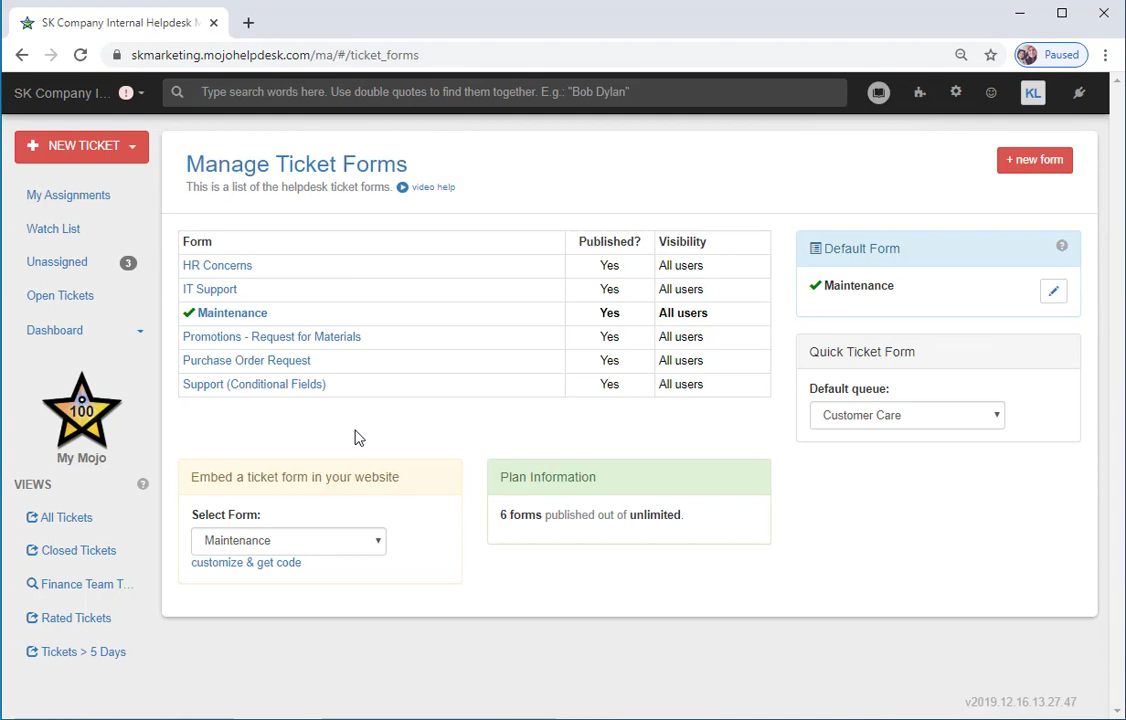 SK Company Internal Helpdesk M
skmarketing.mojohelpdesk.com/ma/#/ticket_forms
Paused
SK Company I...
!
Type search words here. Use double quotes to find them together. E.g.: "Bob Dylan"
KL
NEW TICKET
My Assignments
Watch List
Unassigned 3
Open Tickets
Dashboard
100
My Mojo
VIEWS ?
All Tickets
Closed Tickets
Finance Team T...
Rated Tickets
Tickets > 5 Days
Manage Ticket Forms
This is a list of the helpdesk ticket forms. video help
+ new form
Form Published? Visibility
HR Concerns Yes All users
IT Support Yes All users
Maintenance Yes All users
Promotions - Request for Materials Yes All users
Purchase Order Request Yes All users
Support (Conditional Fields) Yes All users
Default Form ?
Maintenance
Quick Ticket Form
Default queue:
Customer Care
Embed a ticket form in your website
Select Form:
Maintenance
customize & get code
Plan Information
6 forms published out of unlimited.
v2019.12.16.13.27.47